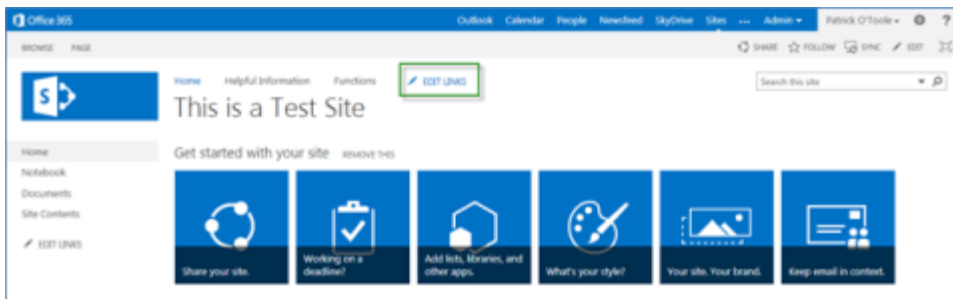 Office 365 Outlook Calendar People Newsfeed SkyDrive Sites ... Admin Patrick O'Toole ?
BROWSE PAGE SHARE FOLLOW SYNC EDIT
Home Helpful Information Functions EDIT LINKS Search this site
S
This is a Test Site
Home
Notebook
Documents
Site Contents
EDIT LINKS
Get started with your site REMOVE THIS
Share your site.
Working on a
deadline?
Add lists, libraries, and
other apps.
What's your style?
Your site. Your brand.
Keep email in context.